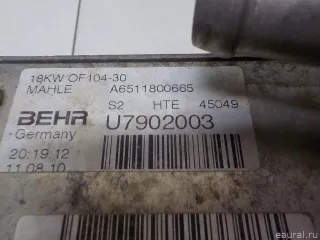 18KW OF104-30
MAHLE A6511800665
S2 HTE 45049
BEHR U7902003
Germany
20:19:12
11.08.10
eaural.ru